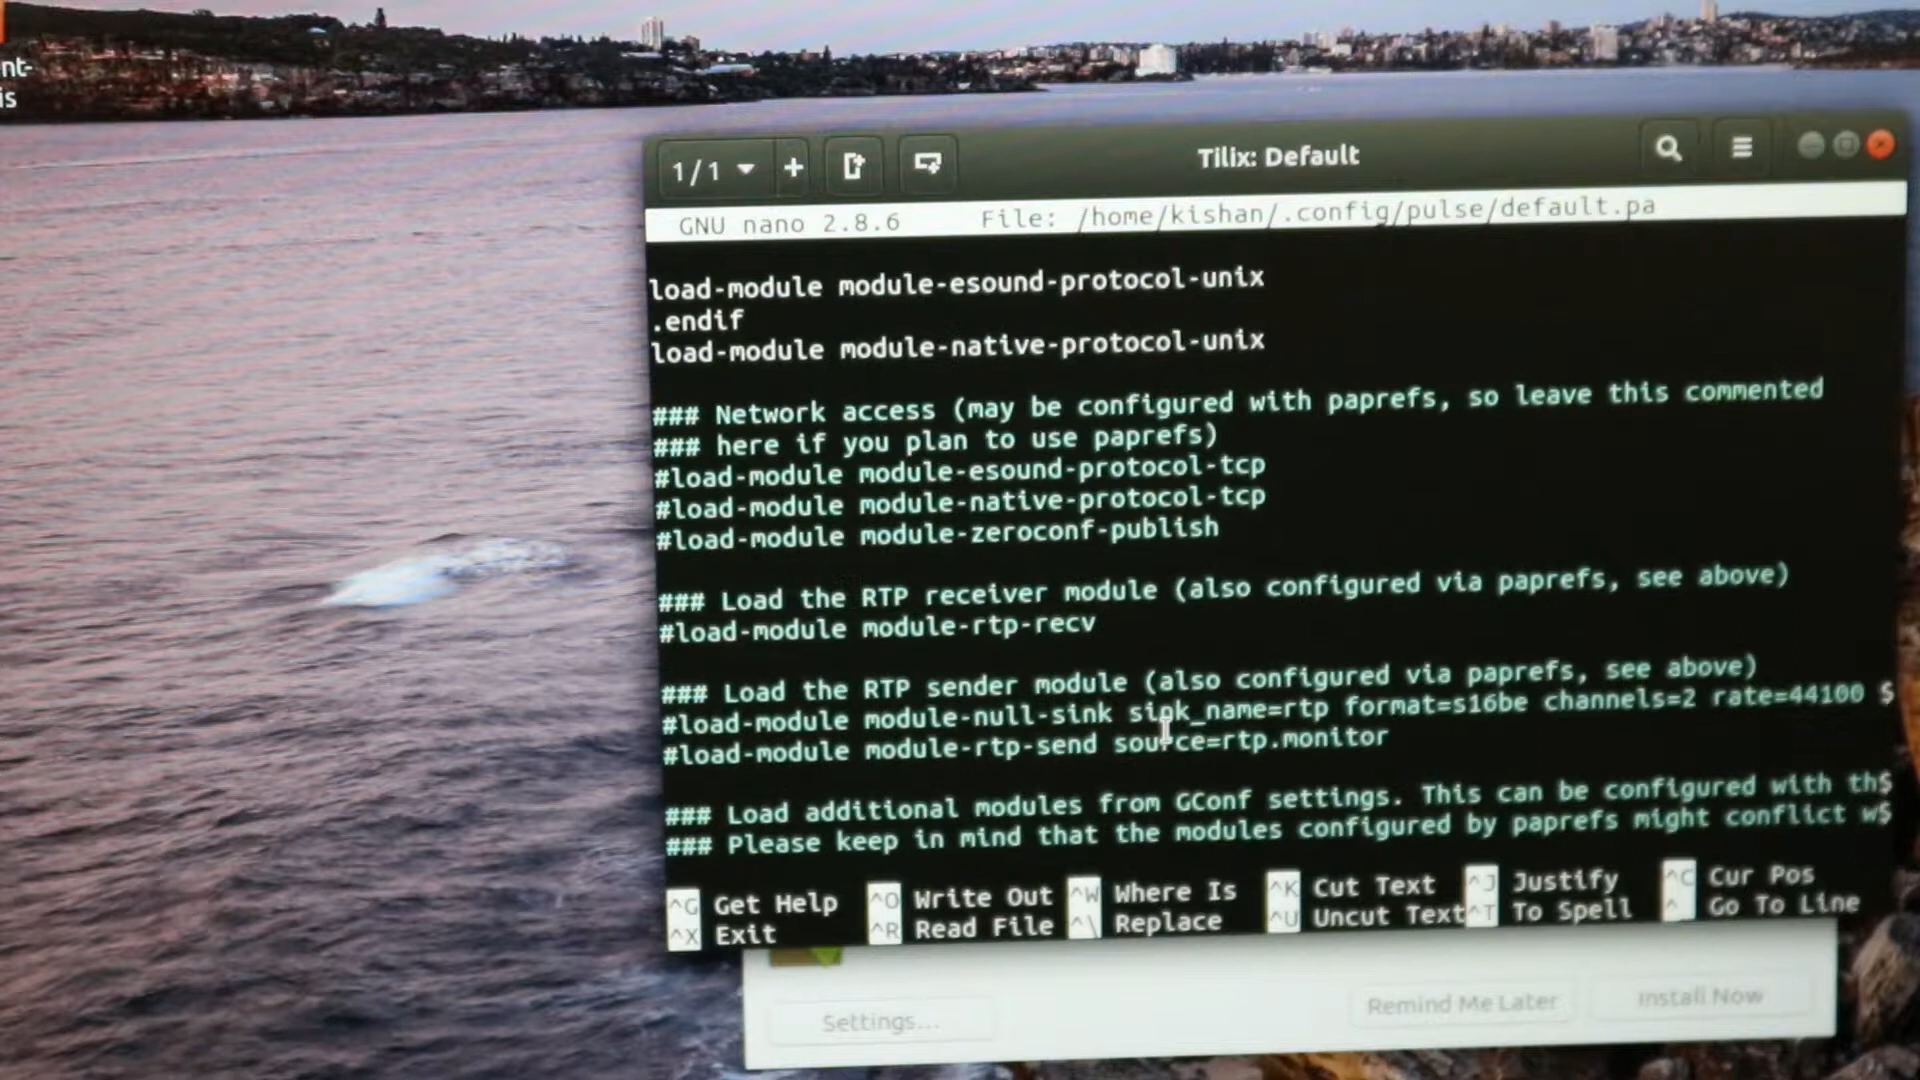 nt-
is
1/1
Tilix: Default
GNU nano 2.8.6 File: /home/kishan/.config/pulse/default.pa
load-module module-esound-protocol-unix
.endif
load-module module-native-protocol-unix
### Network access (may be configured with paprefs, so leave this commented
### here if you plan to use paprefs)
#load-module module-esound-protocol-tcp
#load-module module-native-protocol-tcp
#load-module module-zeroconf-publish
### Load the RTP receiver module (also configured via paprefs, see above)
#load-module module-rtp-recv
### Load the RTP sender module (also configured via paprefs, see above)
#load-module module-null-sink sink_name=rtp format=s16be channels=2 rate=44100 $
#load-module module-rtp-send source=rtp.monitor
### Load additional modules from GConf settings. This can be configured with th$
### Please keep in mind that the modules configured by paprefs might conflict w$
^G Get Help ^O Write Out ^W Where Is ^K Cut Text ^J Justify ^C Cur Pos
^X Exit ^R Read File ^\ Replace ^U Uncut Text ^T To Spell ^_ Go To Line
Settings... Remind Me Later Install Now